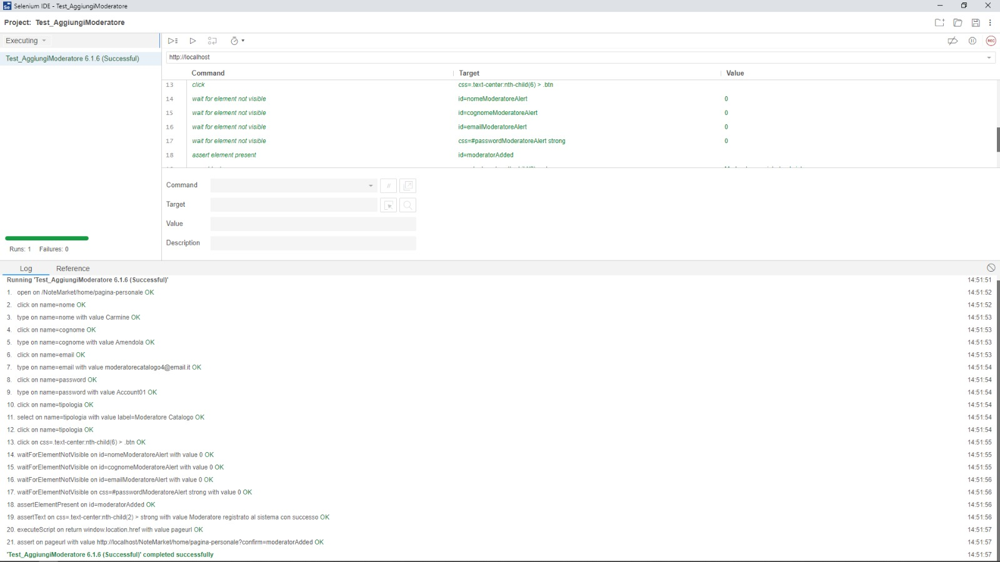 Selenium IDE - Test_AggiungiModeratore
Project: Test_AggiungiModeratore
Executing
Test_AggiungiModeratore 6.1.6 (Successful)
REC
http://localhost
Command Target Value
13 click css=.text-center:nth-child(6) > .btn
14 wait for element not visible id=nomeModeratoreAlert 0
15 wait for element not visible id=cognomeModeratoreAlert 0
16 wait for element not visible id=emailModeratoreAlert 0
17 wait for element not visible css=#passwordModeratoreAlert strong 0
18 assert element present id=moderatorAdded
Command //
Target
Value
Description
Runs: 1 Failures: 0
Log Reference
Running 'Test_AggiungiModeratore 6.1.6 (Successful)' 14:51:51
1. open on /NoteMarket/home/pagina-personale OK 14:51:52
2. click on name=nome OK 14:51:52
3. type on name=nome with value Carmine OK 14:51:53
4. click on name=cognome OK 14:51:53
5. type on name=cognome with value Amendola OK 14:51:53
6. click on name=email OK 14:51:53
7. type on name=email with value moderatorecatalogo4@email.it OK 14:51:54
8. click on name=password OK 14:51:54
9. type on name=password with value Account01 OK 14:51:54
10. click on name=tipologia OK 14:51:54
11. select on name=tipologia with value label=Moderatore Catalogo OK 14:51:54
12. click on name=tipologia OK 14:51:54
13. click on css=.text-center:nth-child(6) > .btn OK 14:51:55
14. waitForElementNotVisible on id=nomeModeratoreAlert with value 0 OK 14:51:55
15. waitForElementNotVisible on id=cognomeModeratoreAlert with value 0 OK 14:51:55
16. waitForElementNotVisible on id=emailModeratoreAlert with value 0 OK 14:51:56
17. waitForElementNotVisible on css=#passwordModeratoreAlert strong with value 0 OK 14:51:56
18. assertElementPresent on id=moderatorAdded OK 14:51:56
19. assertText on css=.text-center:nth-child(2) > strong with value Moderatore registrato al sistema con successo OK 14:51:56
20. executeScript on return window.location.href with value pageurl OK 14:51:57
21. assert on pageurl with value http://localhost/NoteMarket/home/pagina-personale?confirm=moderatorAdded OK 14:51:57
'Test_AggiungiModeratore 6.1.6 (Successful)' completed successfully 14:51:57